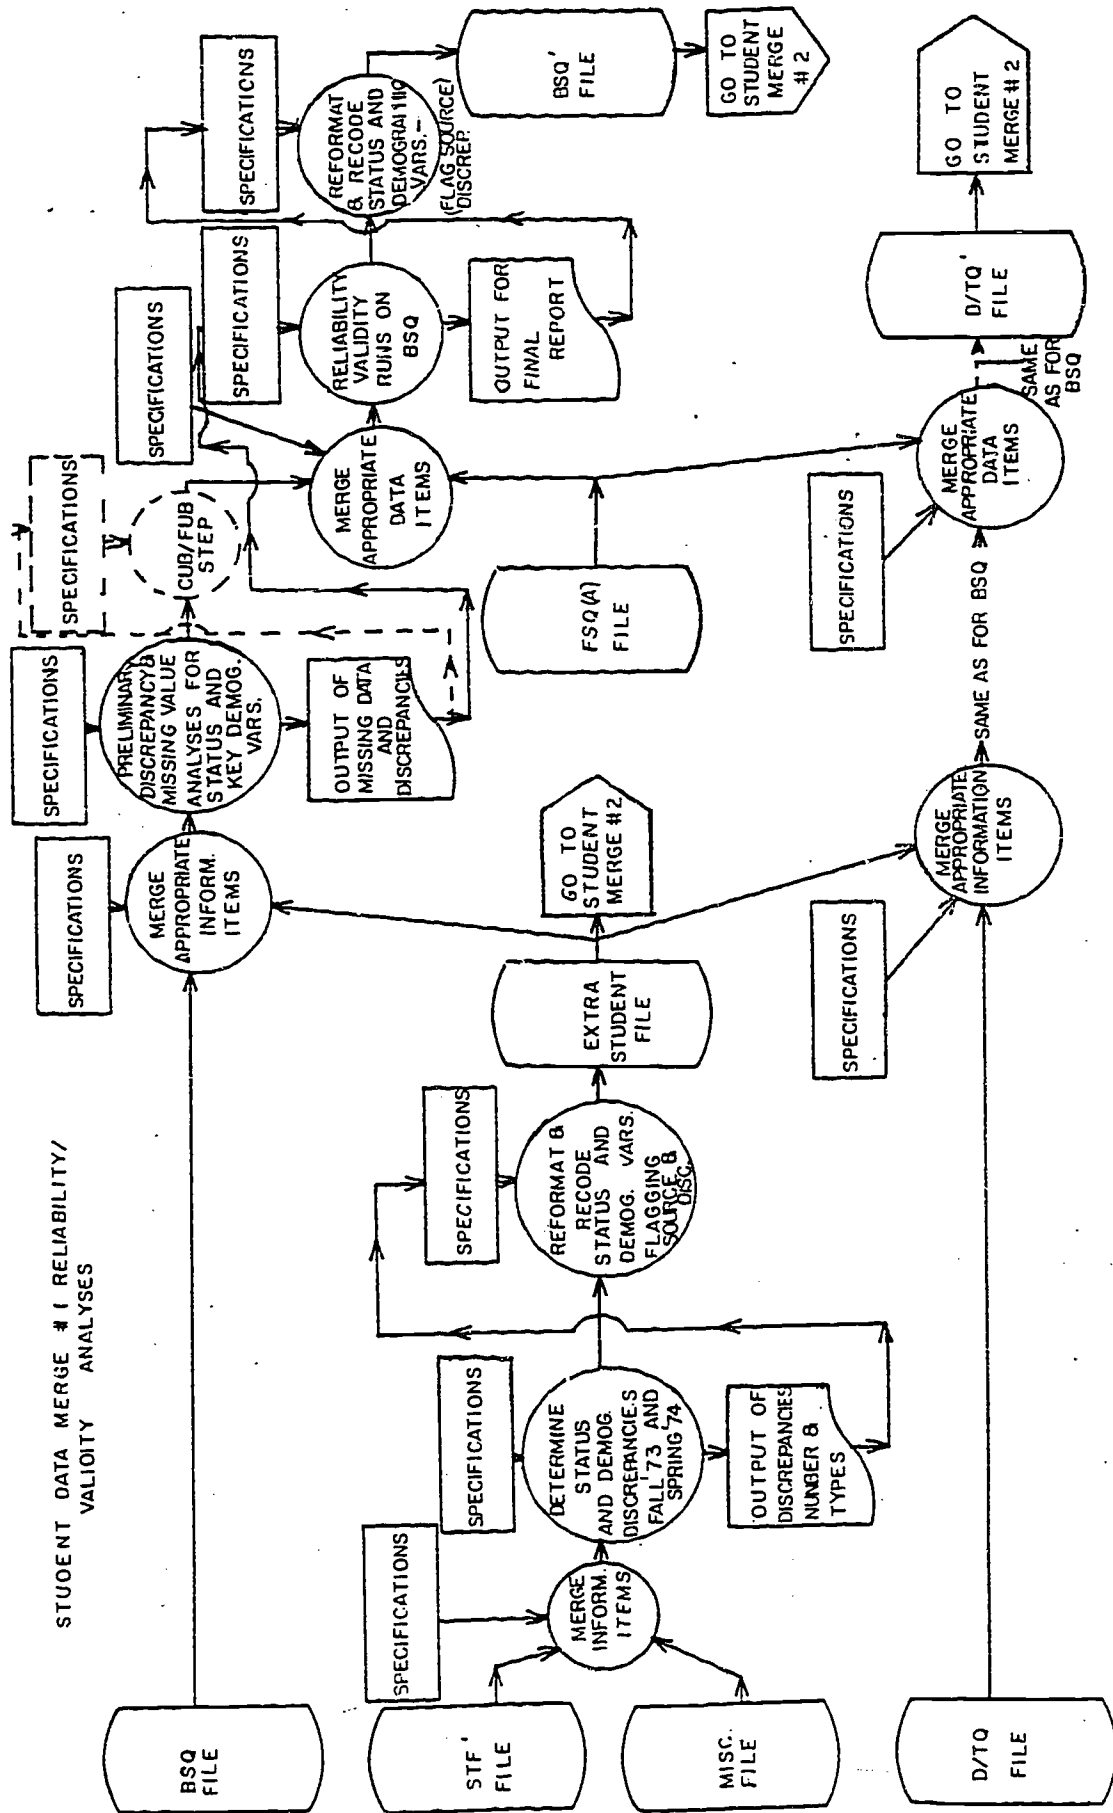 STUDENT DATA MERGE #1 RELIABILITY/
VALIDITY ANALYSES
BSQ
FILE
STF'
FILE
MISC.
FILE
D/TQ
FILE
SPECIFICATIONS
MERGE
INFORM.
ITEMS
SPECIFICATIONS
DETERMINE
STATUS
AND DEMOG.
DISCREPANCIES
FALL '73 AND
SPRING '74
OUTPUT OF
DISCREPANCIES
NUNBER &
TYPES
SPECIFICATIONS
REFORMAT &
RECODE
STATUS AND
DEMOG. VARS.
FLAGGING
SOURCE &
DISC.
EXTRA
STUDENT
FILE
GO TO
STUDENT
MERGE #2
SPECIFICATIONS
MERGE
APPROPRIATE
INFORM.
ITEMS
SPECIFICATIONS
PRELIMINARY
DISCREPANCY &
MISSING VALUE
ANALYSES FOR
STATUS AND
KEY DEMOG.
VARS.
OUTPUT OF
MISSING DATA
AND
DISCREPANCIES
SPECIFICATIONS
CUB/FUB
STEP
SPECIFICATIONS
MERGE
APPROPRIATE
DATA
ITEMS
FSQ(A)
FILE
SPECIFICATIONS
RELIABILITY
VALIDITY
RUNS ON
BSQ
OUTPUT FOR
FINAL
REPORT
SPECIFICATIONS
REFORMAT
& RECODE
STATUS AND
DEMOGRAPHIC
VARS.-
(FLAG SOURCE)
DISCREP.
BSQ'
FILE
GO TO
STUDENT
MERGE
#2
SPECIFICATIONS
MERGE
APPROPRIATE
INFORMATION
ITEMS
SAME AS FOR BSQ
SPECIFICATIONS
MERGE
APPROPRIATE
DATA
ITEMS
SAME
AS FOR
BSQ
D/TQ'
FILE
GO TO
STUDENT
MERGE #2